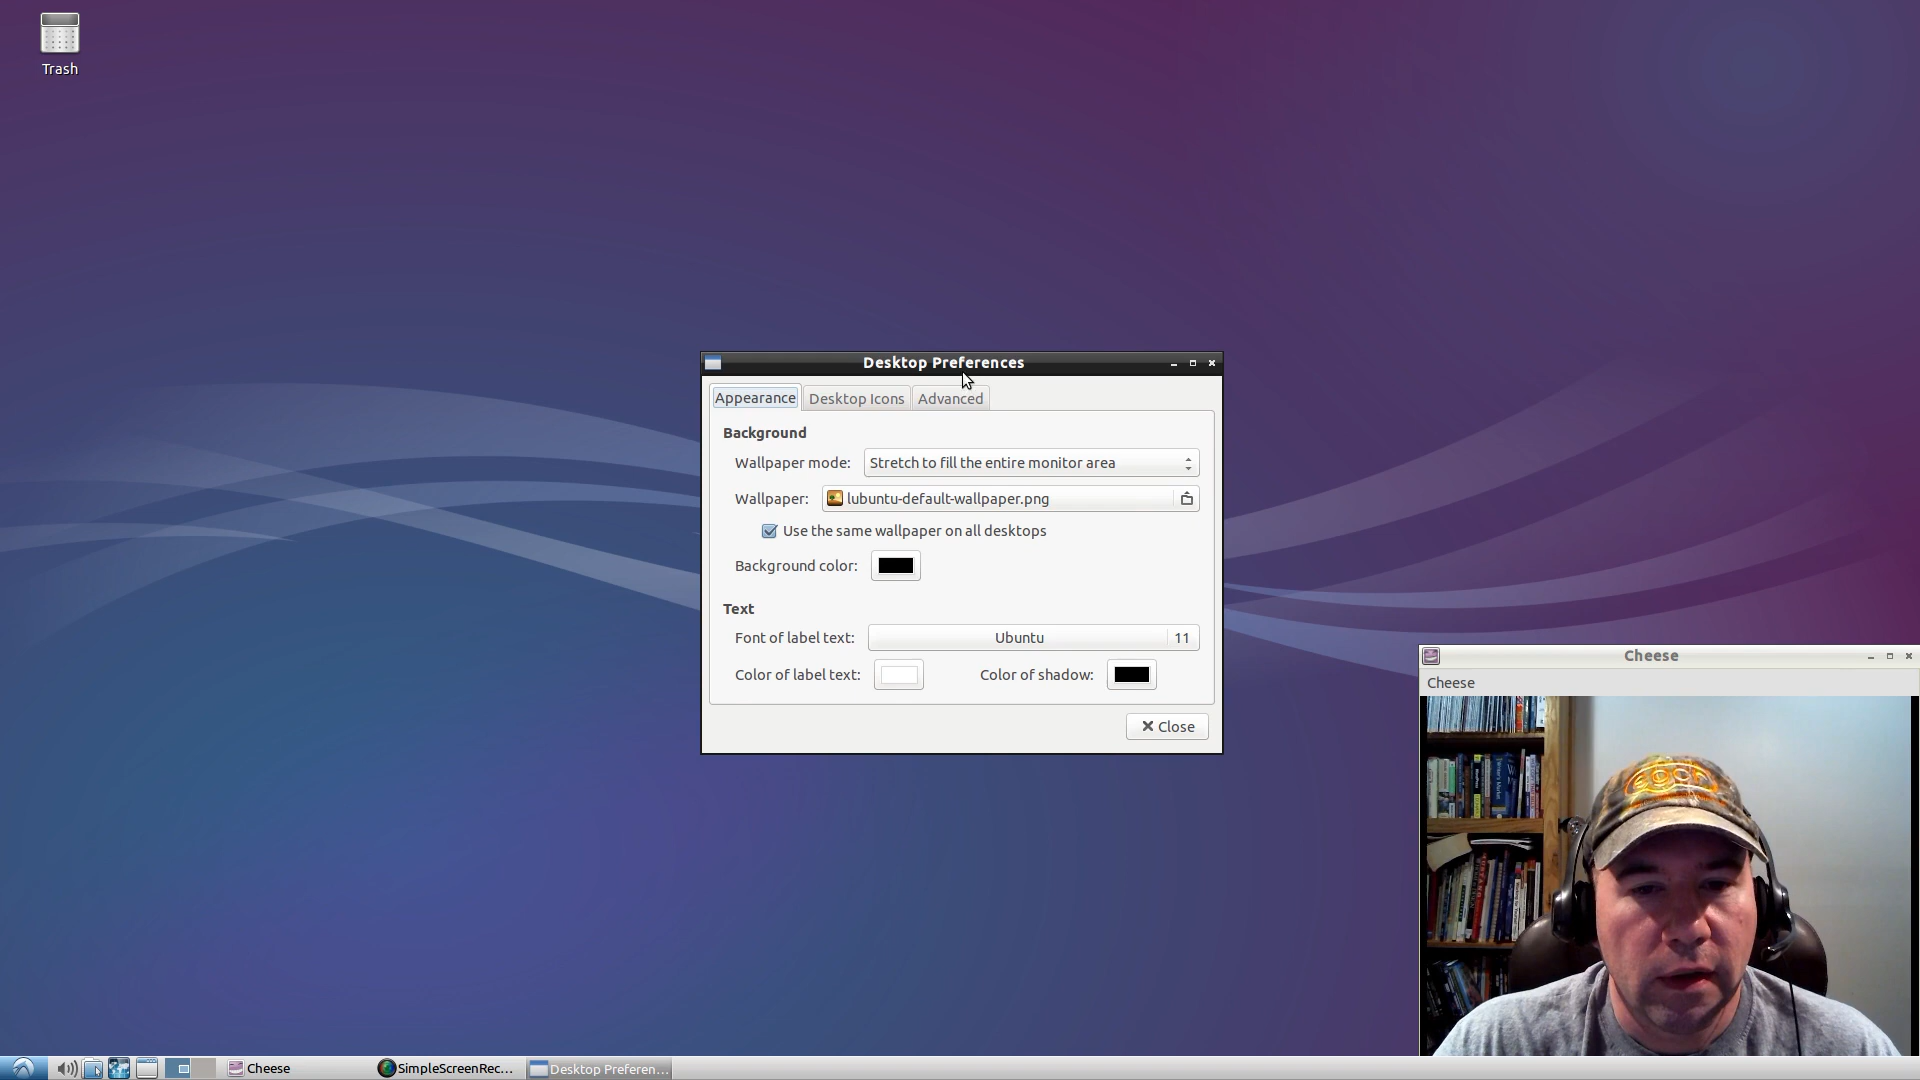 Trash
Desktop Preferences
Appearance
Desktop Icons
Advanced
Background
Wallpaper mode:
Stretch to fill the entire monitor area
Wallpaper:
lubuntu-default-wallpaper.png
Use the same wallpaper on all desktops
Background color:
Text
Font of label text:
Ubuntu
11
Color of label text:
Color of shadow:
Close
Cheese
Cheese
Cheese
SimpleScreenRec...
Desktop Preferen...